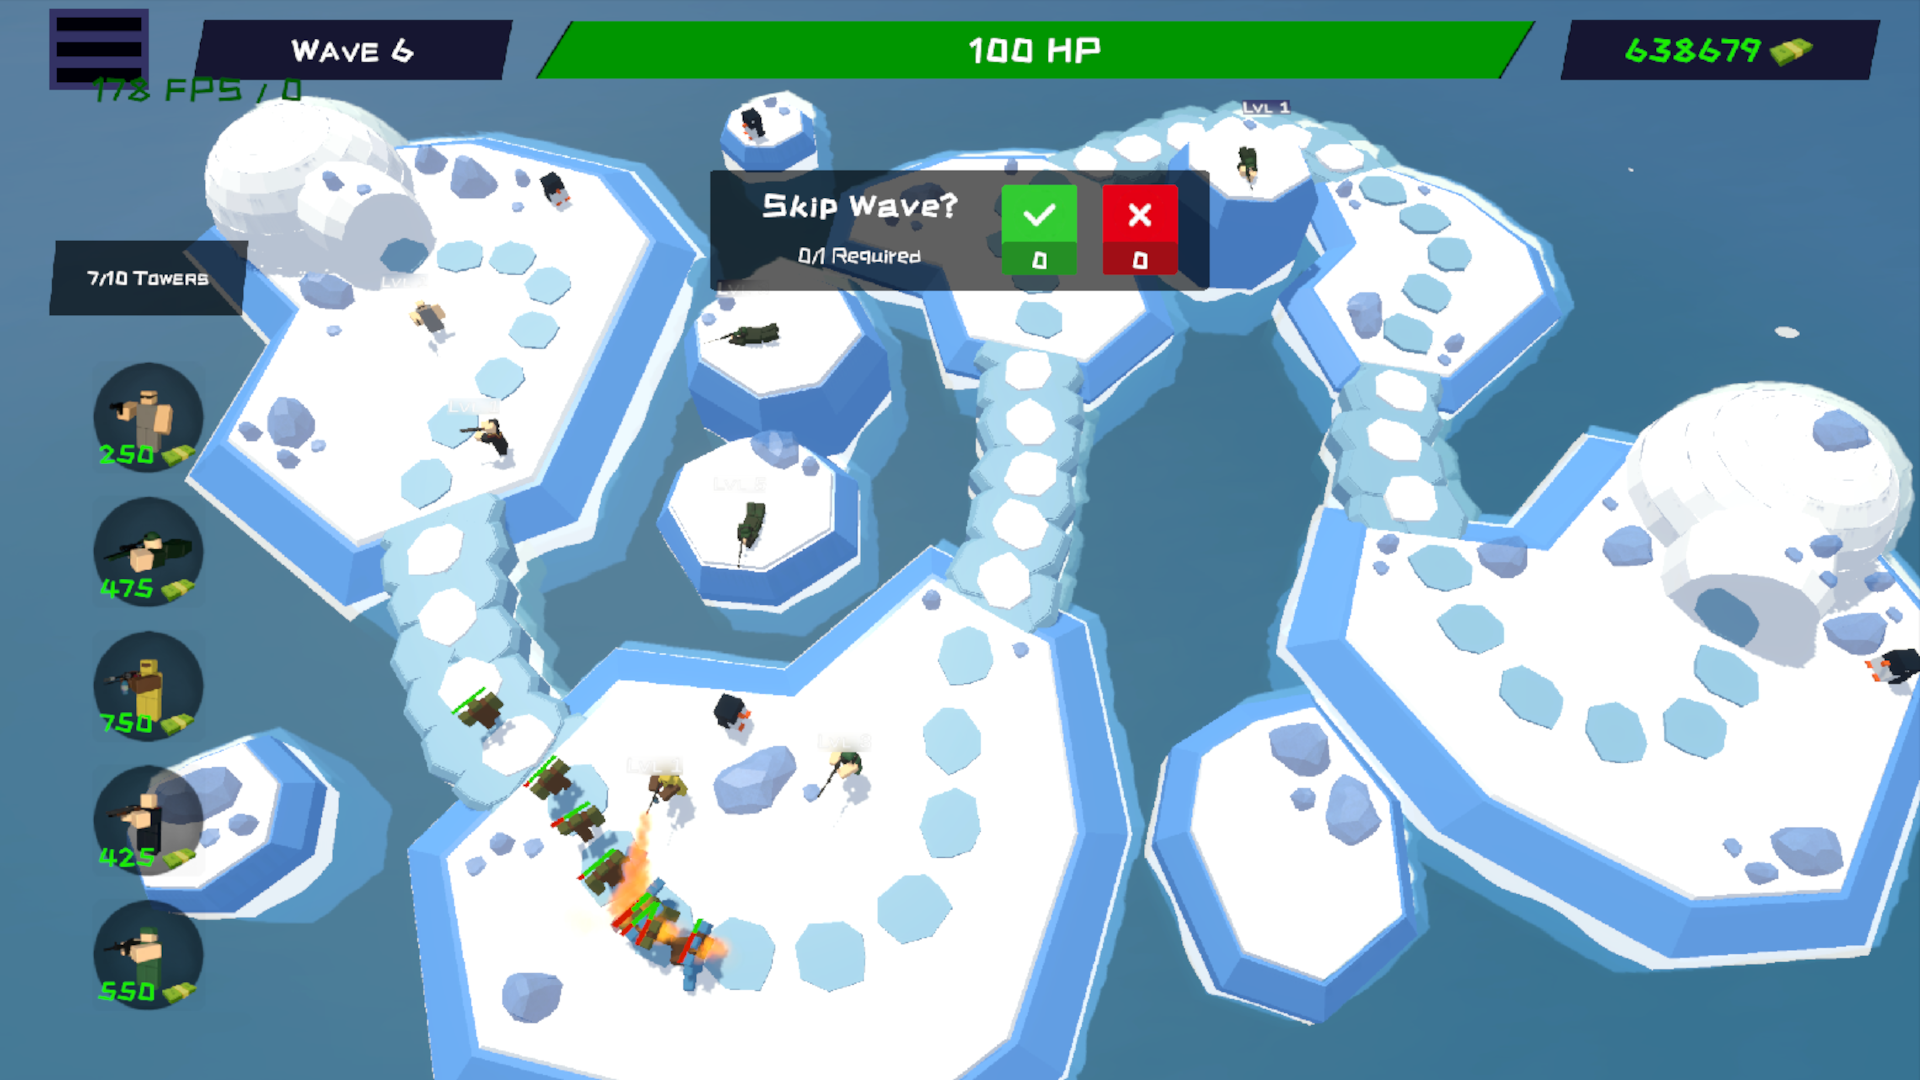 WAVE 6
100 HP
638679
178 FPS / 0
LVL 1
Skip Wave?
0/1 Required
0
0
7/10 TOWERS
250
475
750
425
550